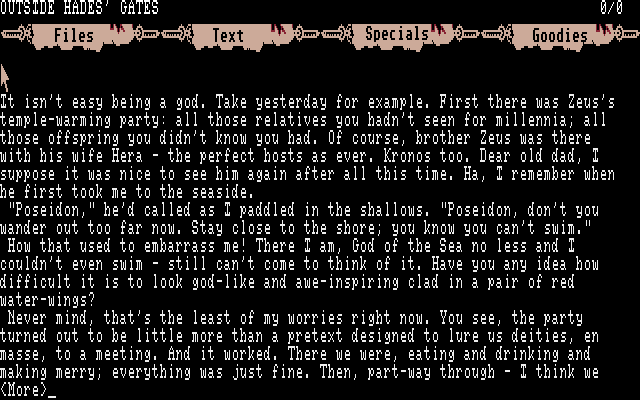 OUTSIDE HADES' GATES 0/0
Files Text Specials Goodies
It isn't easy being a god. Take yesterday for example. First there was Zeus's
temple-warming party: all those relatives you hadn't seen for millennia; all
those offspring you didn't know you had. Of course, brother Zeus was there
with his wife Hera - the perfect hosts as ever. Kronos too. Dear old dad, I
suppose it was nice to see him again after all this time. Ha, I remember when
he first took me to the seaside.
"Poseidon," he'd called as I paddled in the shallows. "Poseidon, don't you
wander out too far now. Stay close to the shore; you know you can't swim."
How that used to embarrass me! There I am, God of the Sea no less and I
couldn't even swim - still can't come to think of it. Have you any idea how
difficult it is to look god-like and awe-inspiring clad in a pair of red
water-wings?
Never mind, that's the least of my worries right now. You see, the party
turned out to be little more than a pretext designed to lure us deities, en
masse, to a meeting. And it worked. There we were, eating and drinking and
making merry; everything was just fine. Then, part-way through - I think we
<More>_